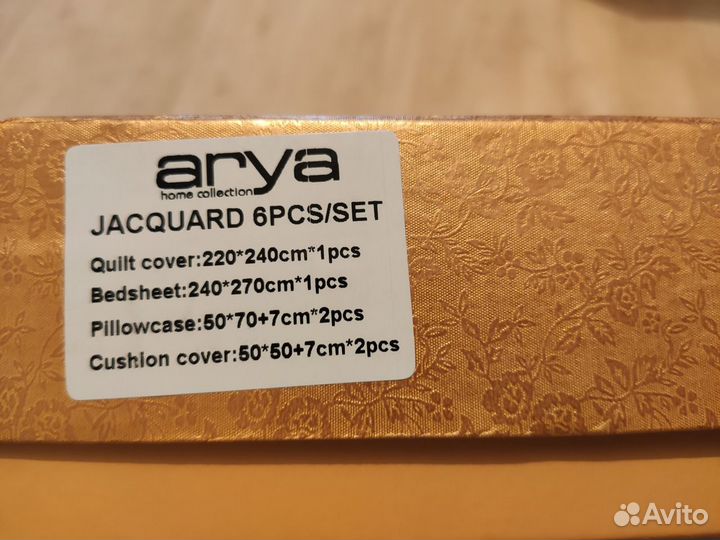 arya
home collection
JACQUARD 6PCS/SET
Quilt cover:220*240cm*1pcs
Bedsheet:240*270cm*1pcs
Pillowcase:50*70+7cm*2pcs
Cushion cover:50*50+7cm*2pcs
Avito